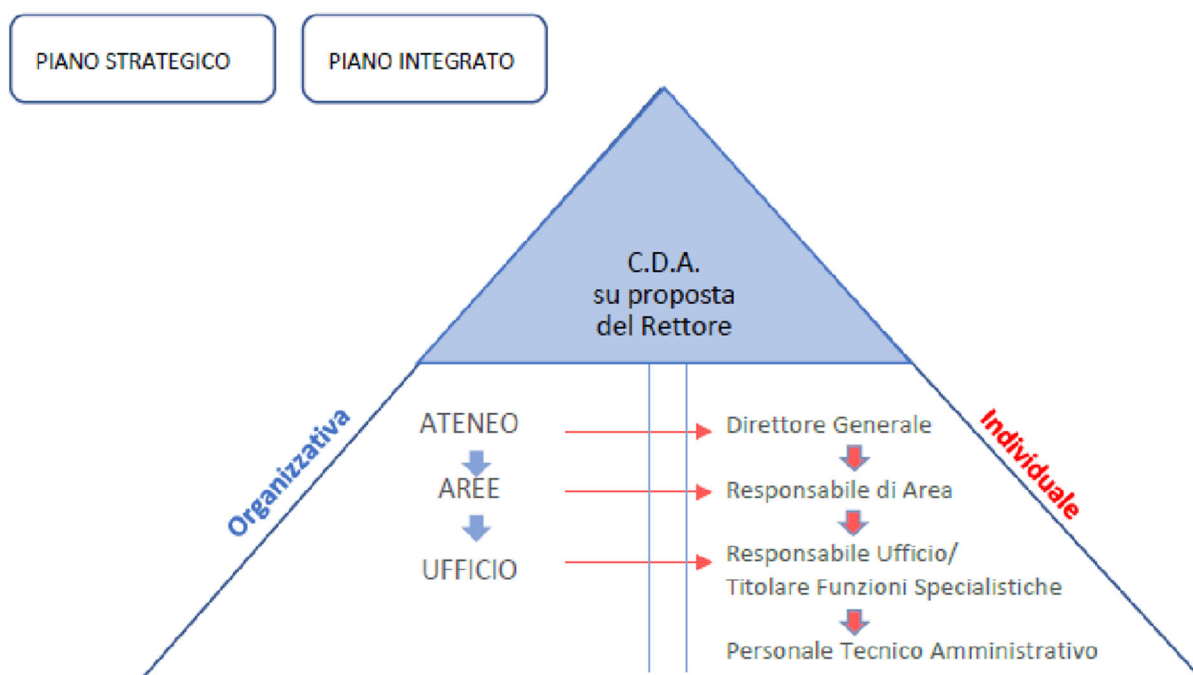 PIANO STRATEGICO
PIANO INTEGRATO
C.D.A.
su proposta
del Rettore
Organizzativa
Individuale
ATENEO
Direttore Generale
AREE
Responsabile di Area
UFFICIO
Responsabile Ufficio/
Titolare Funzioni Specialistiche
Personale Tecnico Amministrativo